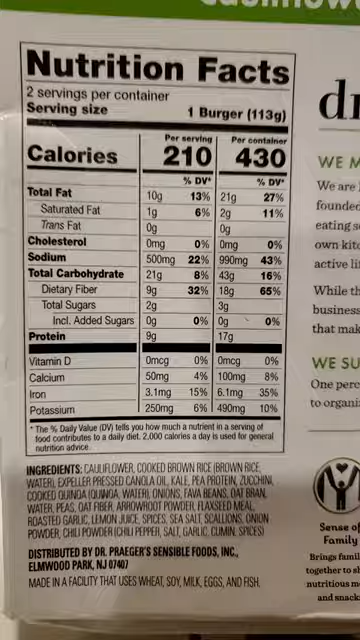 Nutrition Facts
2 servings per container
Serving size 1 Burger (113g)
Per serving Per container
Calories 210 430
% DV* % DV*
Total Fat 10g 13% 21g 27%
Saturated Fat 1g 6% 2g 11%
Trans Fat 0g 0g
Cholesterol 0mg 0% 0mg 0%
Sodium 500mg 22% 990mg 43%
Total Carbohydrate 21g 8% 43g 16%
Dietary Fiber 9g 32% 18g 65%
Total Sugars 2g 3g
Incl. Added Sugars 0g 0% 0g 0%
Protein 9g 17g
Vitamin D 0mcg 0% 0mcg 0%
Calcium 50mg 4% 100mg 8%
Iron 3.1mg 15% 6.1mg 35%
Potassium 250mg 6% 490mg 10%
* The % Daily Value (DV) tells you how much a nutrient in a serving of
food contributes to a daily diet. 2,000 calories a day is used for general
nutrition advice.
INGREDIENTS: CAULIFLOWER, COOKED BROWN RICE (BROWN RICE,
WATER), EXPELLER PRESSED CANOLA OIL, KALE, PEA PROTEIN, ZUCCHINI,
COOKED QUINOA (QUINOA, WATER), ONIONS, FAVA BEANS, OAT BRAN,
WATER, PEAS, OAT FIBER, ARROWROOT POWDER, FLAXSEED MEAL,
ROASTED GARLIC, LEMON JUICE, SPICES, SEA SALT, SCALLIONS, ONION
POWDER, CHILI POWDER (CHILI PEPPER, SALT, GARLIC, CUMIN, SPICES)
DISTRIBUTED BY DR. PRAEGER'S SENSIBLE FOODS, INC.,
ELMWOOD PARK, NJ 07407
MADE IN A FACILITY THAT USES WHEAT, SOY, MILK, EGGS, AND FISH.
dr
WE M
We are
founded
eating s
own kit
active li
While th
business
that mak
WE SU
One perc
to organi
Sense of
Family
Brings famil
together to s
nutritious m
and snack